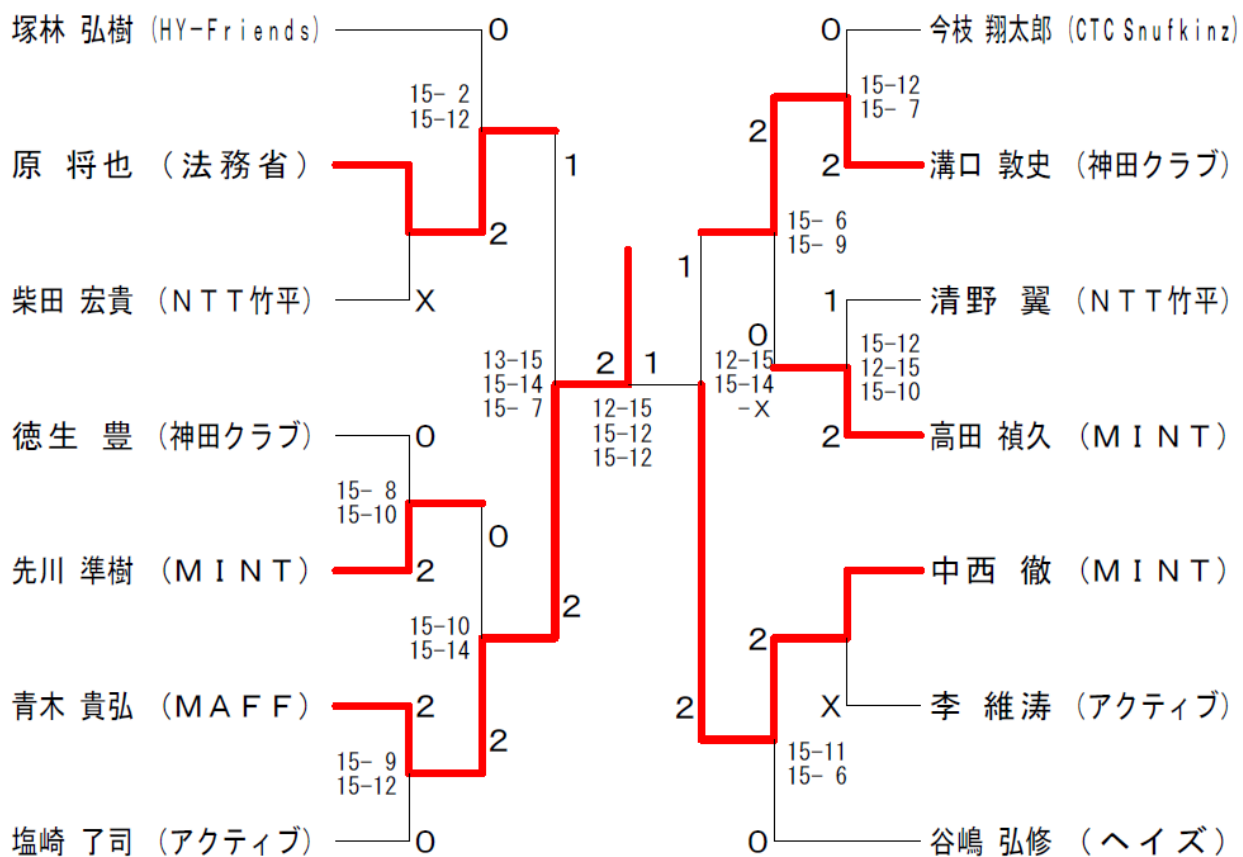 塚林 弘樹 (HY-Friends)
0
15- 2
15-12
原 将也 (法務省)
2
1
柴田 宏貴 (NTT竹平)
X
13-15
15-14
15- 7
徳生 豊 (神田クラブ)
0
15- 8
15-10
先川 準樹 (MINT)
2
0
15-10
15-14
2
青木 貴弘 (MAFF)
2
2
15- 9
15-12
塩崎 了司 (アクティブ)
0
2
1
12-15
15-12
15-12
0
今枝 翔太郎 (CTC Snufkinz)
15-12
15- 7
2
2
溝口 敦史 (神田クラブ)
15- 6
15- 9
1
1
清野 翼 (NTT竹平)
0
15-12
12-15
15-10
12-15
15-14
-X
2
高田 禎久 (MINT)
中西 徹 (MINT)
2
X
李 維涛 (アクティブ)
2
15-11
15- 6
0
谷嶋 弘修 (ヘイズ)